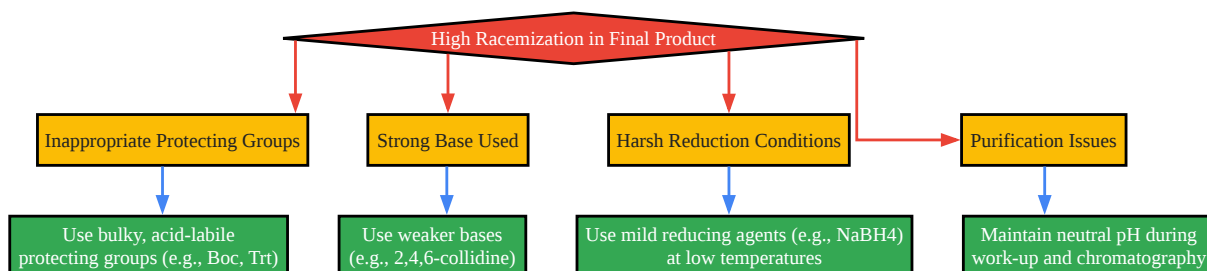 High Racemization in Final Product
Inappropriate Protecting Groups
Strong Base Used
Harsh Reduction Conditions
Purification Issues
Use bulky, acid-labile
protecting groups (e.g., Boc, Trt)
Use weaker bases
(e.g., 2,4,6-collidine)
Use mild reducing agents (e.g., NaBH4)
at low temperatures
Maintain neutral pH during
work-up and chromatography